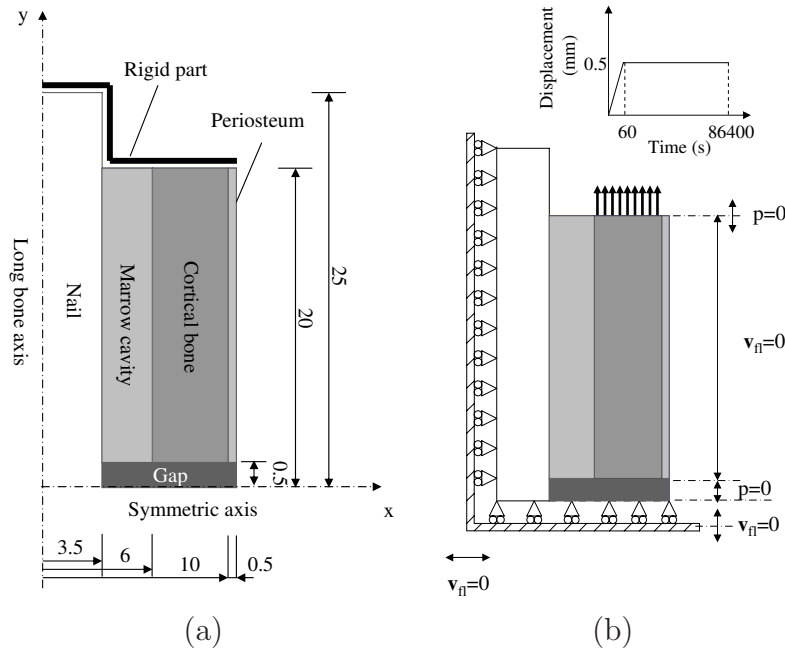 y
Rigid part
Periosteum
Long bone axis
Nail
Marrow cavity
Cortical bone
25
20
Gap
0.5
x
Symmetric axis
3.5
6
10
0.5
(a)
Displacement
(mm)
0.5
60
86400
Time (s)
p=0
v_fl=0
p=0
v_fl=0
v_fl=0
(b)